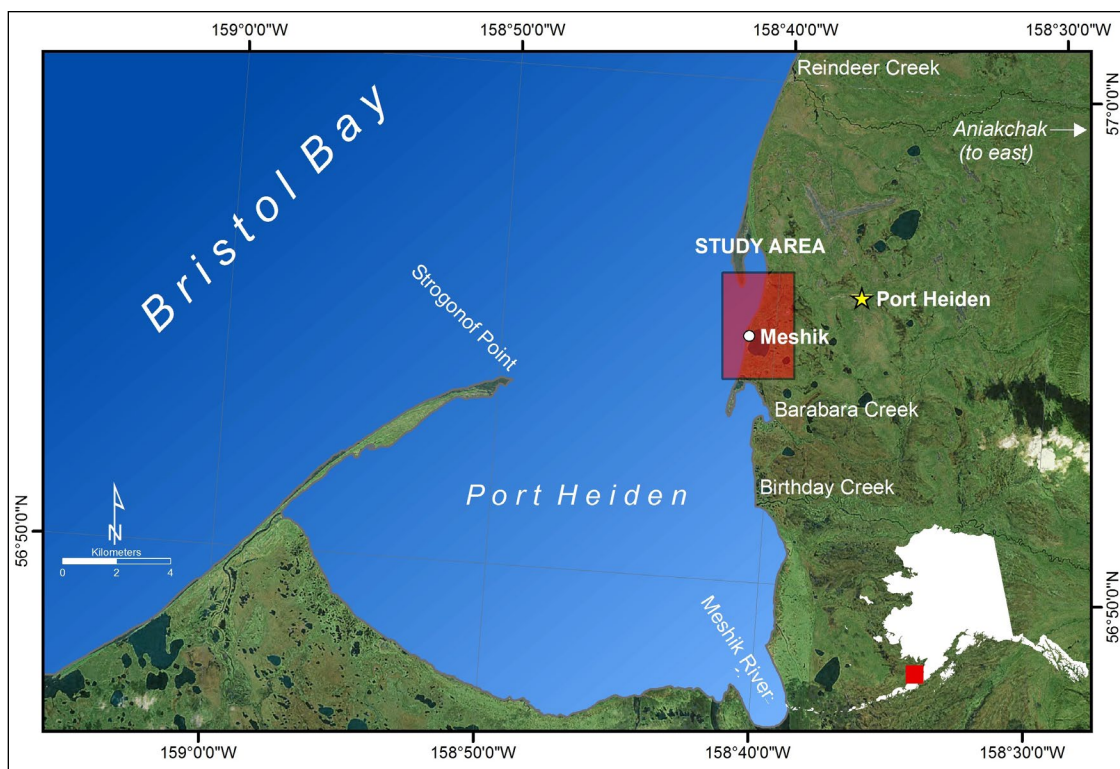 159°0'0"W
158°50'0"W
158°40'0"W
158°30'0"W
Reindeer Creek
57°0'0"N
Aniakchak
(to east)
Bristol Bay
STUDY AREA
Strogonof Point
Port Heiden
Meshik
Barabara Creek
Port Heiden
Birthday Creek
56°50'0"N
N
Kilometers
0 2 4
56°50'0"N
Meshik River
159°0'0"W
158°50'0"W
158°40'0"W
158°30'0"W